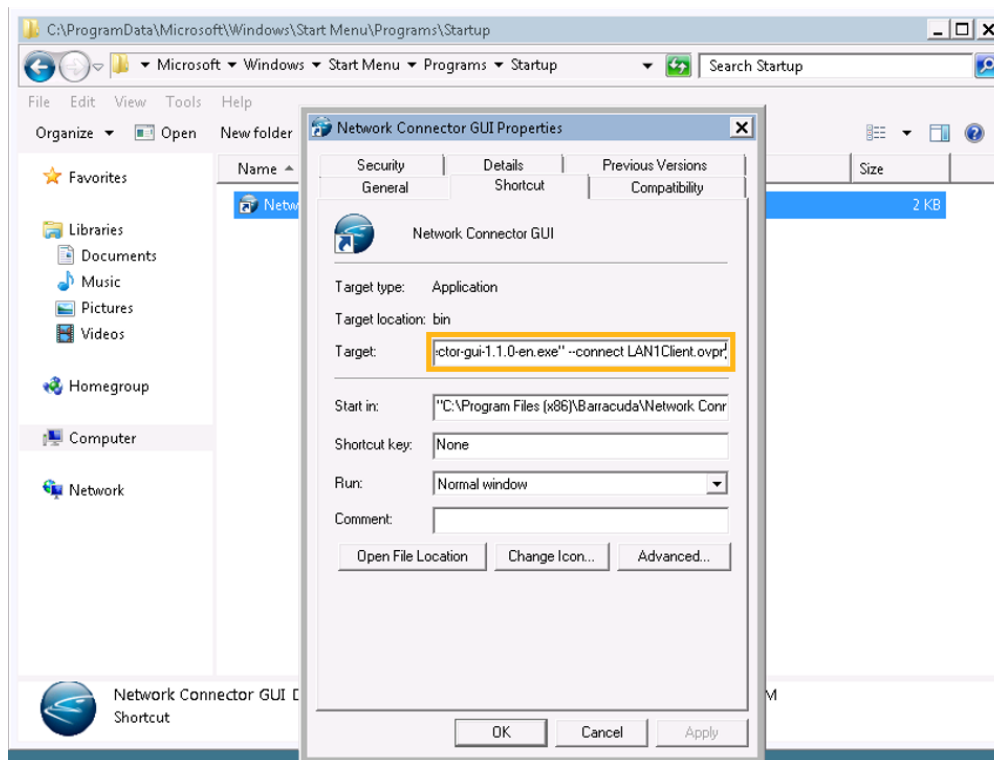 C:\ProgramData\Microsoft\Windows\Start Menu\Programs\Startup
Microsoft Windows Start Menu Programs Startup
Search Startup
File Edit View Tools Help
Organize Open New folder
Favorites
Libraries
Documents
Music
Pictures
Videos
Homegroup
Computer
Network
Name Size
2 KB
Network Connector GUI Properties
Security Details Previous Versions
General Shortcut Compatibility
Network Connector GUI
Target type: Application
Target location: bin
Target: ctor-gui-1.1.0-en.exe" --connect LAN1Client.ovpn
Start in: "C:\Program Files (x86)\Barracuda\Network Conr
Shortcut key: None
Run: Normal window
Comment:
Open File Location Change Icon... Advanced...
OK Cancel Apply
Network Connector GUI
Shortcut